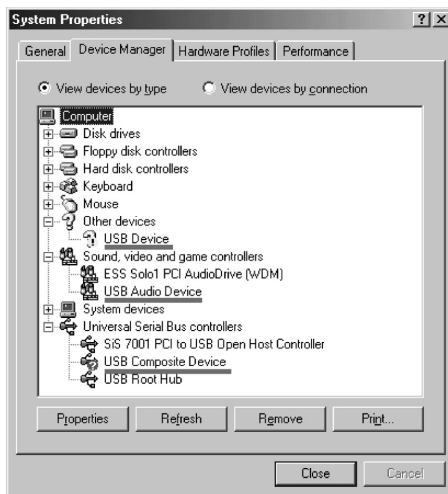 System Properties
General Device Manager Hardware Profiles Performance
View devices by type View devices by connection
Computer
Disk drives
Floppy disk controllers
Hard disk controllers
Keyboard
Mouse
Other devices
USB Device
Sound, video and game controllers
ESS Solo1 PCI AudioDrive (WDM)
USB Audio Device
System devices
Universal Serial Bus controllers
SiS 7001 PCI to USB Open Host Controller
USB Composite Device
USB Root Hub
Properties Refresh Remove Print...
Close Cancel